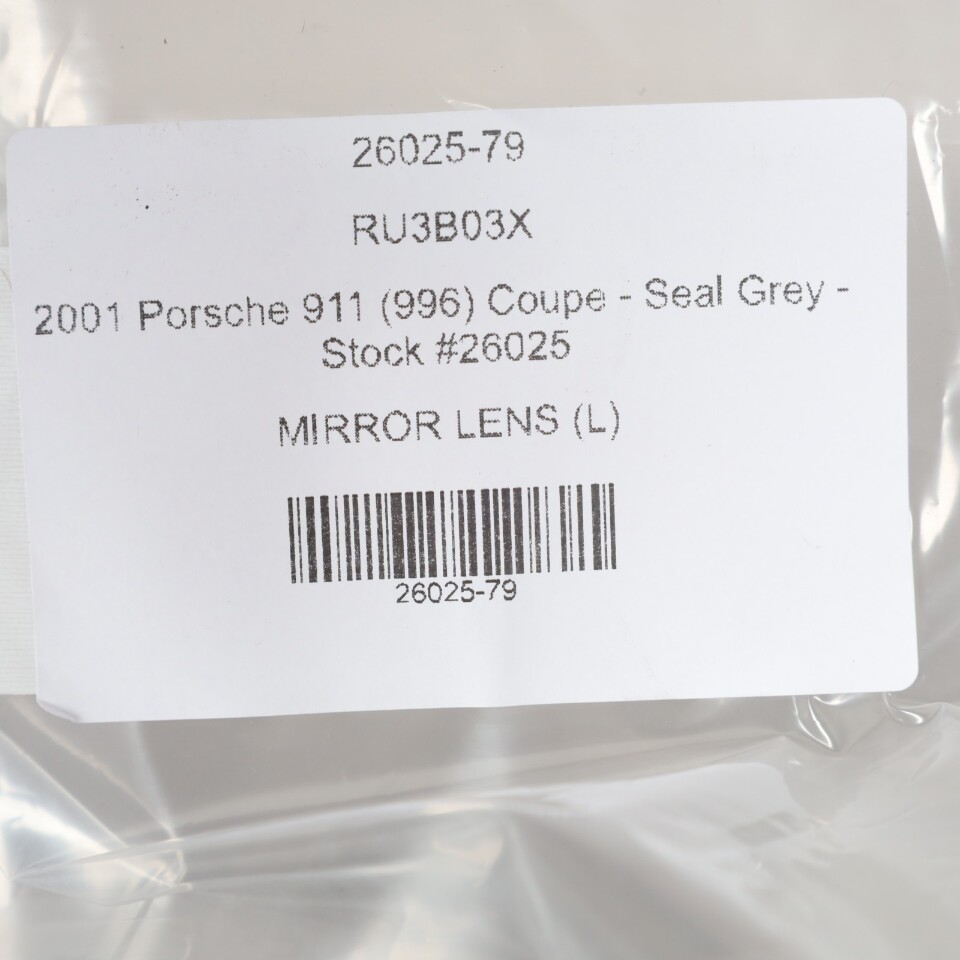 26025-79
RU3B03X
2001 Porsche 911 (996) Coupe - Seal Grey -
Stock #26025
MIRROR LENS (L)
26025-79